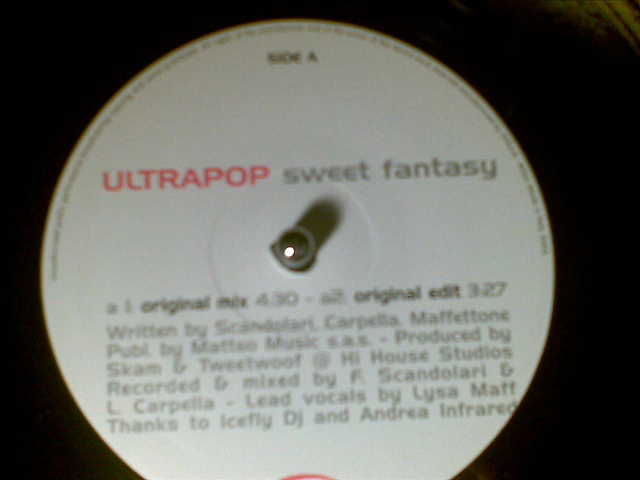 SIDE A
ULTRAPOP sweet fantasy
a 1: original mix 4:30 - a2: original edit 3:27
Written by Scandolari, Carpella, Maffettone
Publ. by Matteo Music s.a.s. - Produced by
Skam & Tweetwoof @ Hi House Studios
Recorded & mixed by F. Scandolari &
L. Carpella - Lead vocals by Lysa Maff
Thanks to Icefly Dj and Andrea Infrared